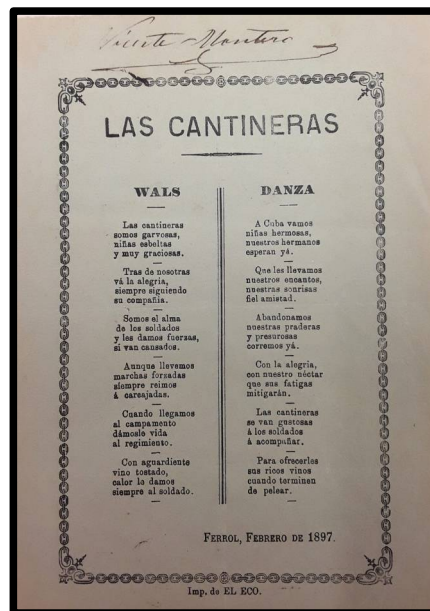 Vicente Montero
LAS CANTINERAS
WALS
Las cantineras
somos garvosas,
niñas esbeltas
y muy graciosas.
Tras de nosotras
vá la alegria,
siempre siguiendo
su compañia.
Somos el alma
de los soldados
y les damos fuerzas,
si van cansados.
Aunque llevemos
marchas forzadas
siempre reimos
á carcajadas.
Cuando llegamos
al campamento
dámosle vida
al regimiento.
Con aguardiente
vino tostado,
calor le damos
siempre al soldado.
DANZA
A Cuba vamos
niñas hermosas,
nuestros hermanos
esperan yá.
Que les llevamos
nuestros encantos,
nuestras sonrisas
fiel amistad.
Abandonamos
nuestras praderas
y presurosas
corremos yá.
Con la alegria,
con nuestro néctar
que sus fatigas
mitigarán.
Las cantineras
se van gustosas
á los soldados
á acompañar.
Para ofrecerles
sus ricos vinos
cuando terminen
de pelear.
FERROL, FEBRERO DE 1897.
Imp. de EL ECO.